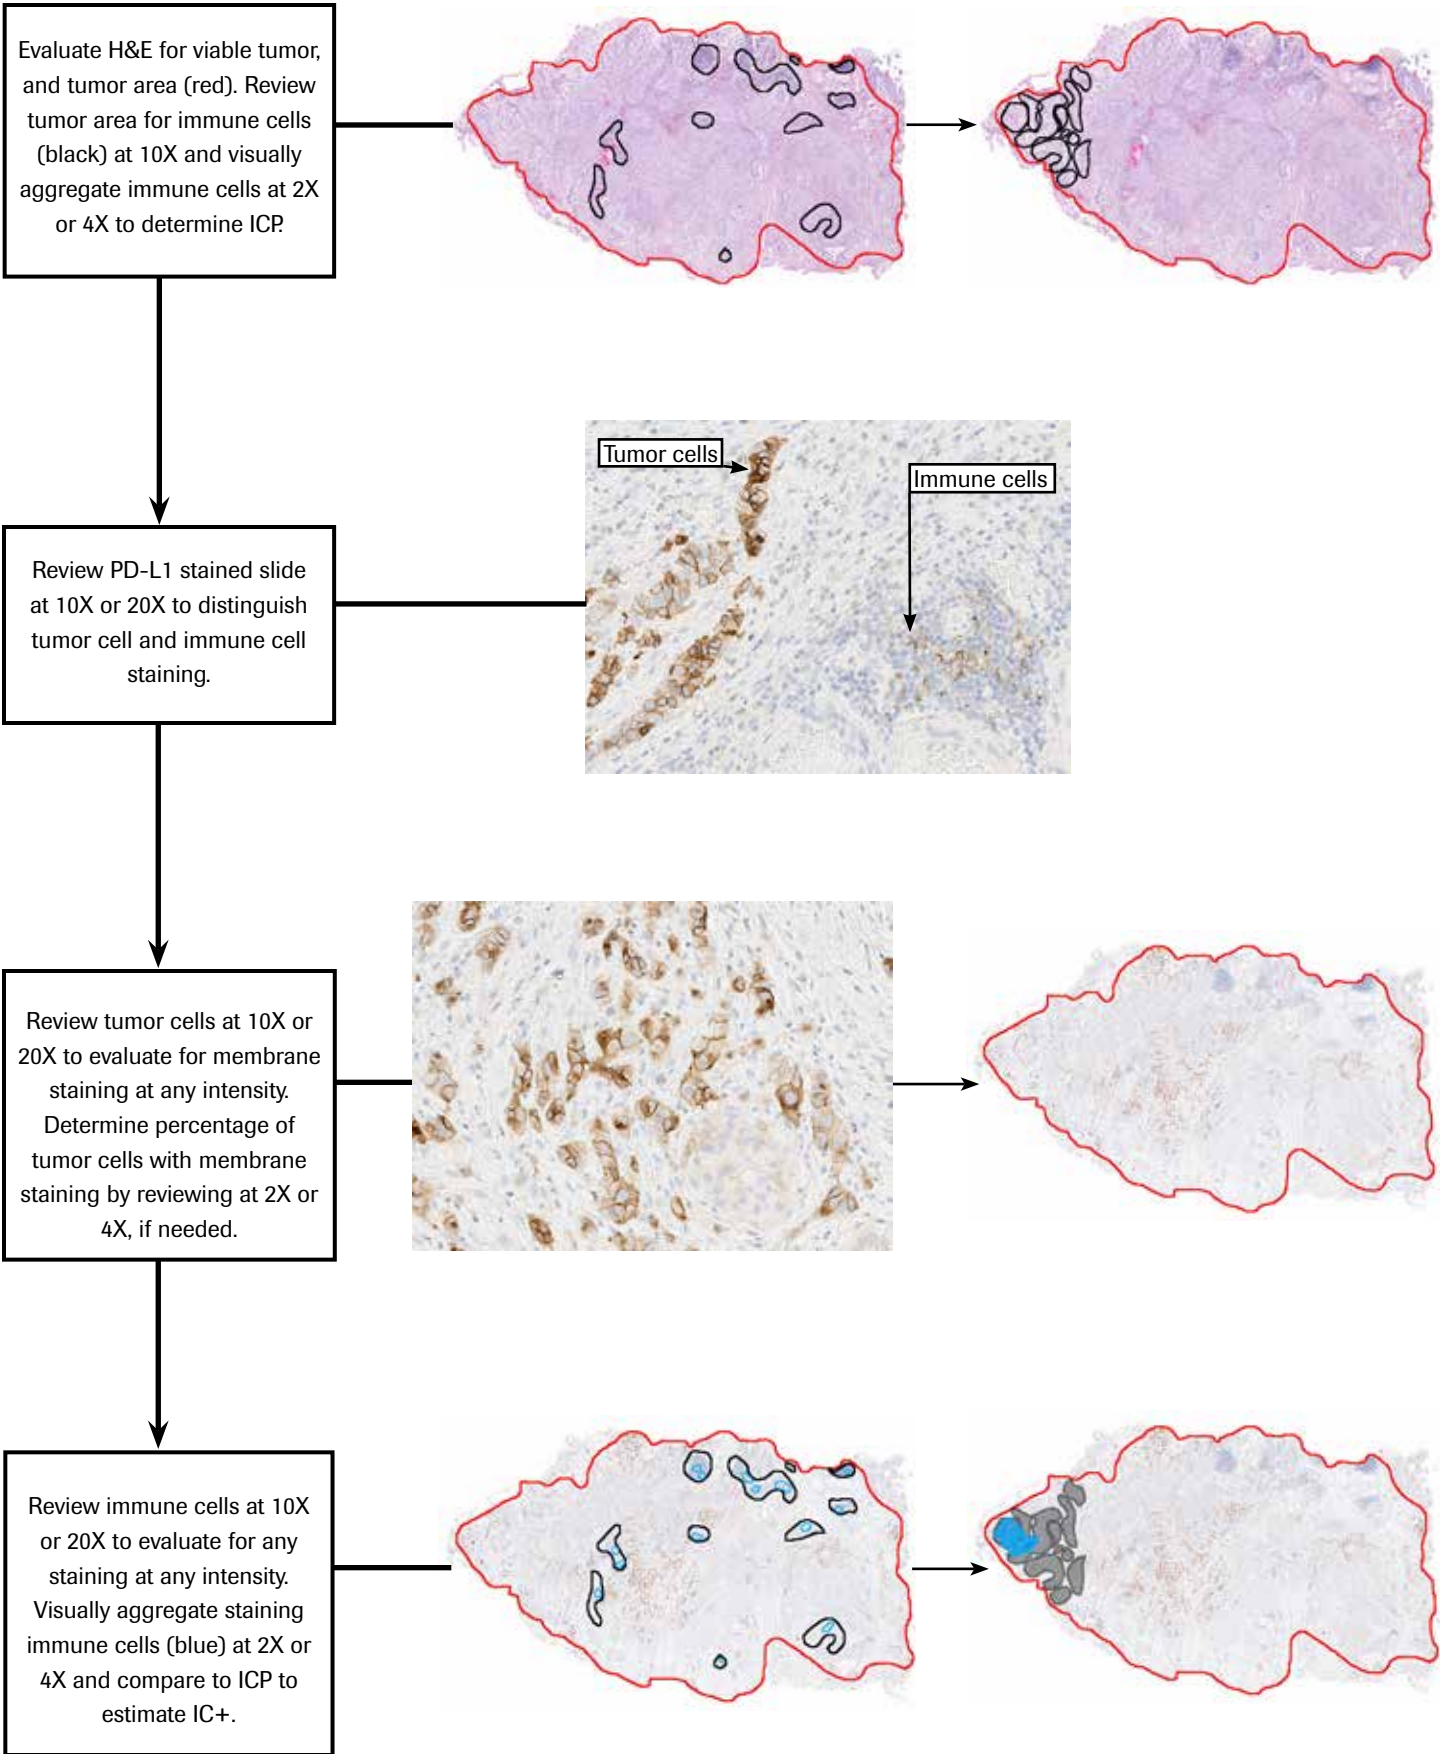 Evaluate H&E for viable tumor,
and tumor area (red). Review
tumor area for immune cells
(black) at 10X and visually
aggregate immune cells at 2X
or 4X to determine ICP.
Tumor cells
Immune cells
Review PD-L1 stained slide
at 10X or 20X to distinguish
tumor cell and immune cell
staining.
Review tumor cells at 10X or
20X to evaluate for membrane
staining at any intensity.
Determine percentage of
tumor cells with membrane
staining by reviewing at 2X or
4X, if needed.
Review immune cells at 10X
or 20X to evaluate for any
staining at any intensity.
Visually aggregate staining
immune cells (blue) at 2X or
4X and compare to ICP to
estimate IC+.